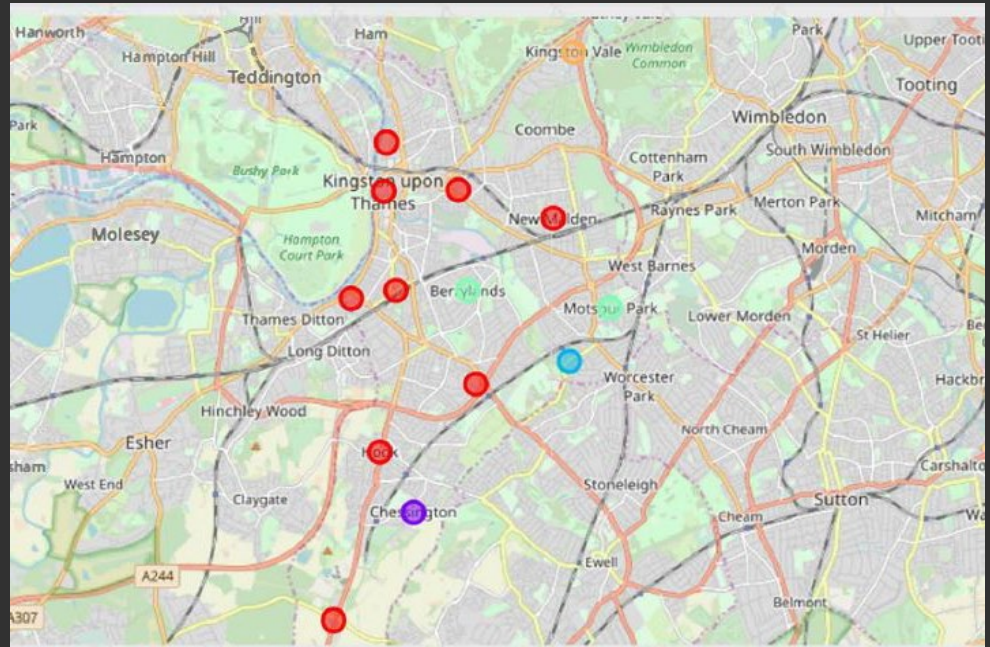 Hanworth
Ham
Park
Upper Tooti
Hampton Hill
Kingston Vale
Wimbledon
Common
Teddington
Tooting
Wimbledon
Park
Coombe
Hampton
Cottenham
Park
South Wimbledon
Bushy Park
Kingston upon
Thames
New Malden
Raynes Park
Merton Park
Mitcham
Molesey
Hampton
Court Park
Morden
West Barnes
Berrylands
Motspur Park
Lower Morden
Thames Ditton
St Helier
Long Ditton
Worcester
Park
Hackbr
Hinchley Wood
North Cheam
Esher
sham
Hook
Carshalto
West End
Stoneleigh
Claygate
Sutton
Chessington
Cheam
Wa
Ewell
A244
Belmont
A307